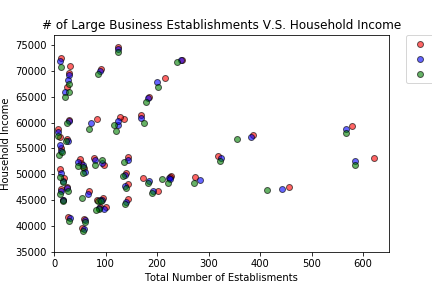 # of Large Business Establishments V.S. Household Income
75000
70000
65000
60000
55000
50000
45000
40000
35000
Household Income
0 100 200 300 400 500 600
Total Number of Establisments